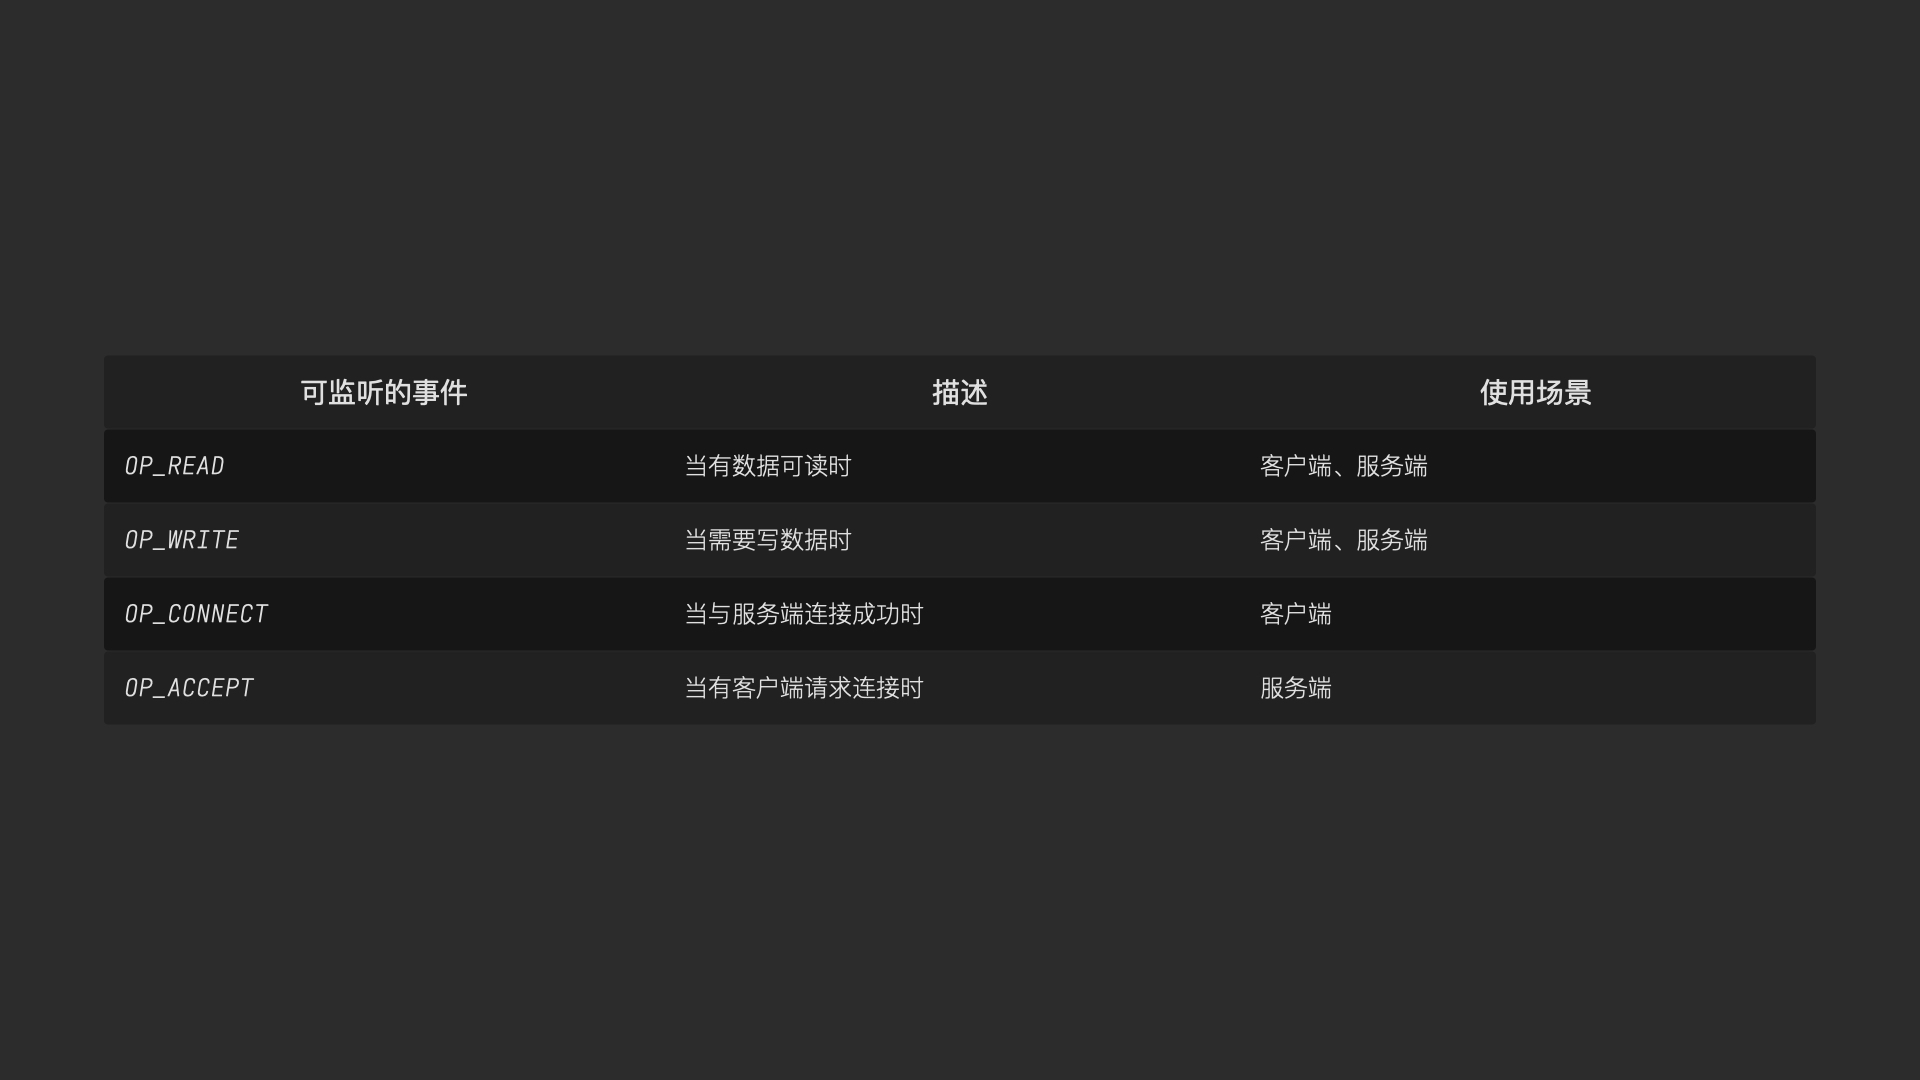 可监听的事件 描述 使用场景
OP_READ 当有数据可读时 客户端、服务端
OP_WRITE 当需要写数据时 客户端、服务端
OP_CONNECT 当与服务端连接成功时 客户端
OP_ACCEPT 当有客户端请求连接时 服务端